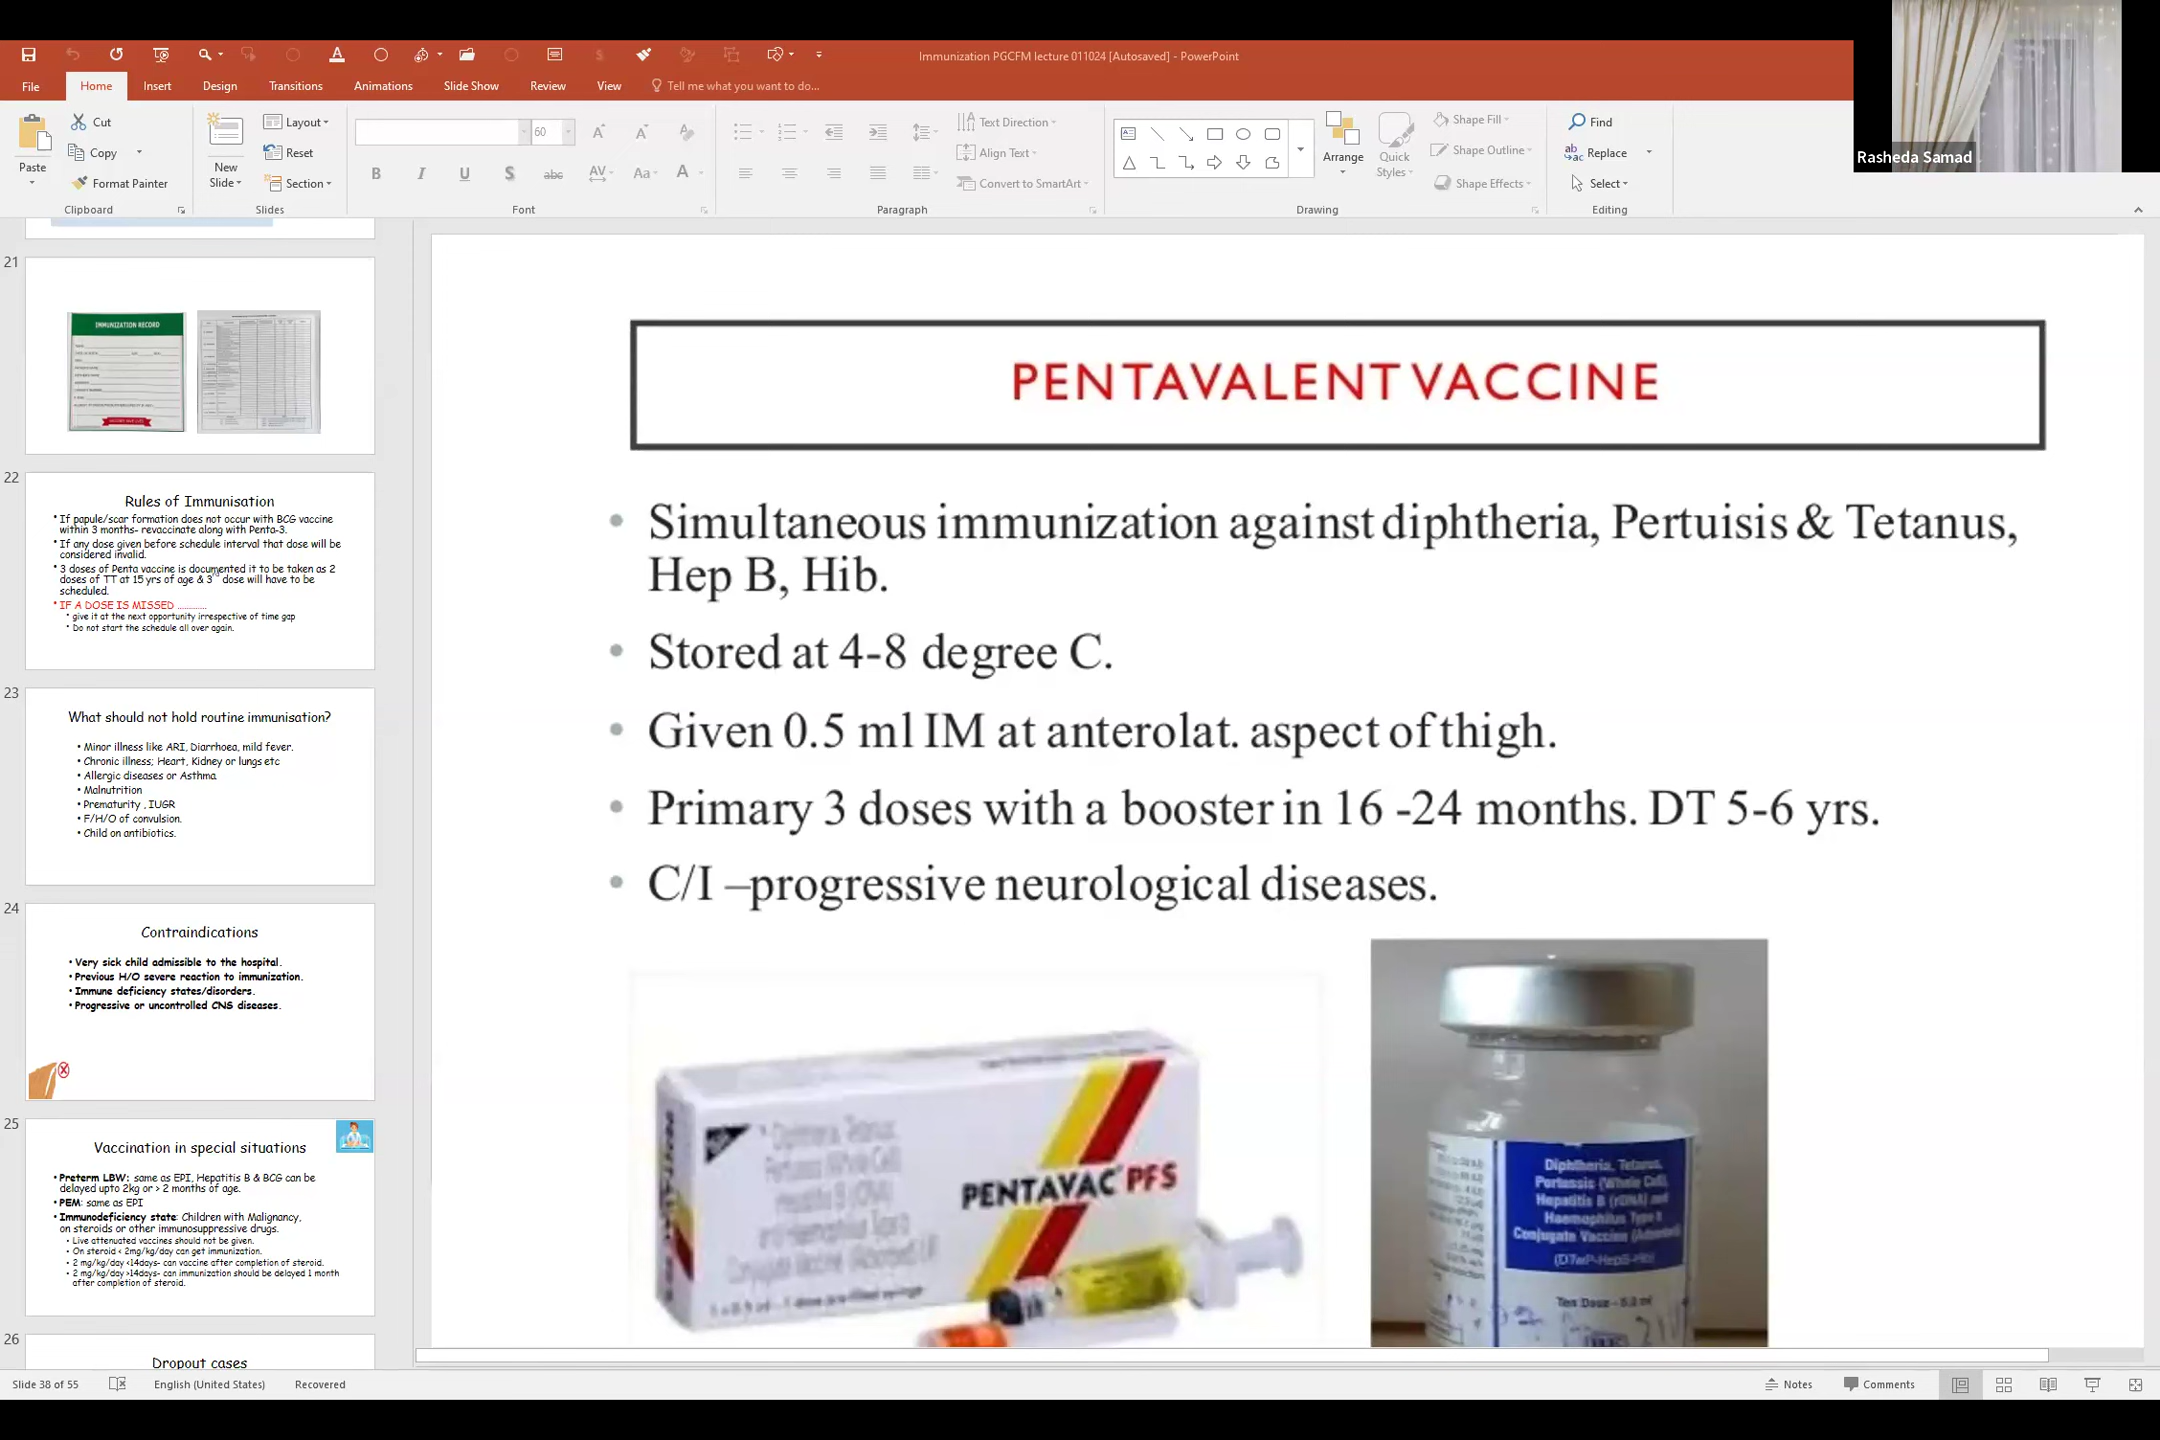 Immunization PGCFM lecture 011024 [Autosaved] - PowerPoint
File Home Insert Design Transitions Animations Slide Show Review View Tell me what you want to do...
Rasheda Samad
Paste
Cut
Copy
Format Painter
Clipboard
New Slide
Layout
Reset
Section
Slides
60
B I U S abc AV Aa A
Font
Text Direction
Align Text
Convert to SmartArt
Paragraph
Arrange
Quick Styles
Shape Fill
Shape Outline
Shape Effects
Drawing
Find
Replace
Select
Editing
21
IMMUNIZATION RECORD
22
Rules of Immunisation
• If papule/scar formation does not occur with BCG vaccine
within 3 months- revaccinate along with Penta-3.
• If any dose given before schedule interval that dose will be
considered invalid.
• 3 doses of Penta vaccine is documented it to be taken as 2
doses of TT at 15 yrs of age & 3rd dose will have to be
scheduled.
• IF A DOSE IS MISSED ............
• give it at the next opportunity irrespective of time gap
• Do not start the schedule all over again.
23
What should not hold routine immunisation?
• Minor illness like ARI, Diarrhoea, mild fever.
• Chronic illness; Heart, Kidney or lungs etc
• Allergic diseases or Asthma.
• Malnutrition
• Prematurity , IUGR
• F/H/O of convulsion.
• Child on antibiotics.
24
Contraindications
• Very sick child admissible to the hospital.
• Previous H/O severe reaction to immunization.
• Immune deficiency states/disorders.
• Progressive or uncontrolled CNS diseases.
25
Vaccination in special situations
• Preterm LBW: same as EPI, Hepatitis B & BCG can be
delayed upto 2kg or > 2 months of age.
• PEM: same as EPI
• Immunodeficiency state: Children with Malignancy,
on steroids or other immunosuppressive drugs.
• Live attenuated vaccines should not be given.
• On steroid < 2mg/kg/day can get immunization.
• 2 mg/kg/day <14days- can vaccine after completion of steroid.
• 2 mg/kg/day >14days- can immunization should be delayed 1 month
after completion of steroid.
26
Dropout cases
PENTAVALENT VACCINE
• Simultaneous immunization against diphtheria, Pertuisis & Tetanus,
Hep B, Hib.
• Stored at 4-8 degree C.
• Given 0.5 ml IM at anterolat. aspect of thigh.
• Primary 3 doses with a booster in 16 -24 months. DT 5-6 yrs.
• C/I –progressive neurological diseases.
PENTAVAC PFS
Diphtheria, Tetanus,
Pertussis (Whole Cell),
Hepatitis B (rDNA) and
Haemophilus Type b
Conjugate Vaccine (Adsorbed)
(DTwP-HepB-Hib)
Ten Dose - 5.0 ml
Slide 38 of 55 English (United States) Recovered Notes Comments